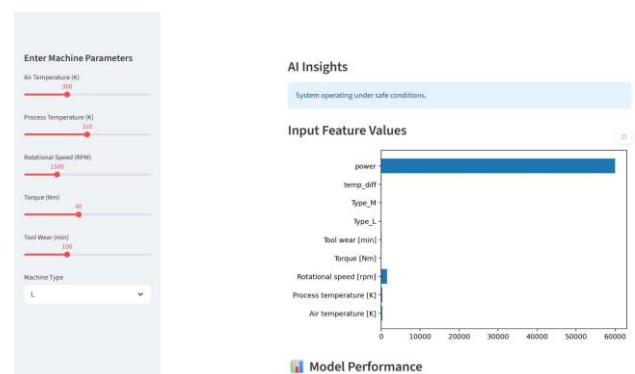 Enter Machine Parameters
Air Temperature (K)
300
Process Temperature (K)
310
Rotational Speed (RPM)
1500
Torque (Nm)
40
Tool Wear (min)
100
Machine Type
L
AI Insights
System operating under safe conditions.
Input Feature Values
power
temp_diff
Type_M
Type_L
Tool wear [min]
Torque [Nm]
Rotational speed [rpm]
Process temperature [K]
Air temperature [K]
0 10000 20000 30000 40000 50000 60000
Model Performance